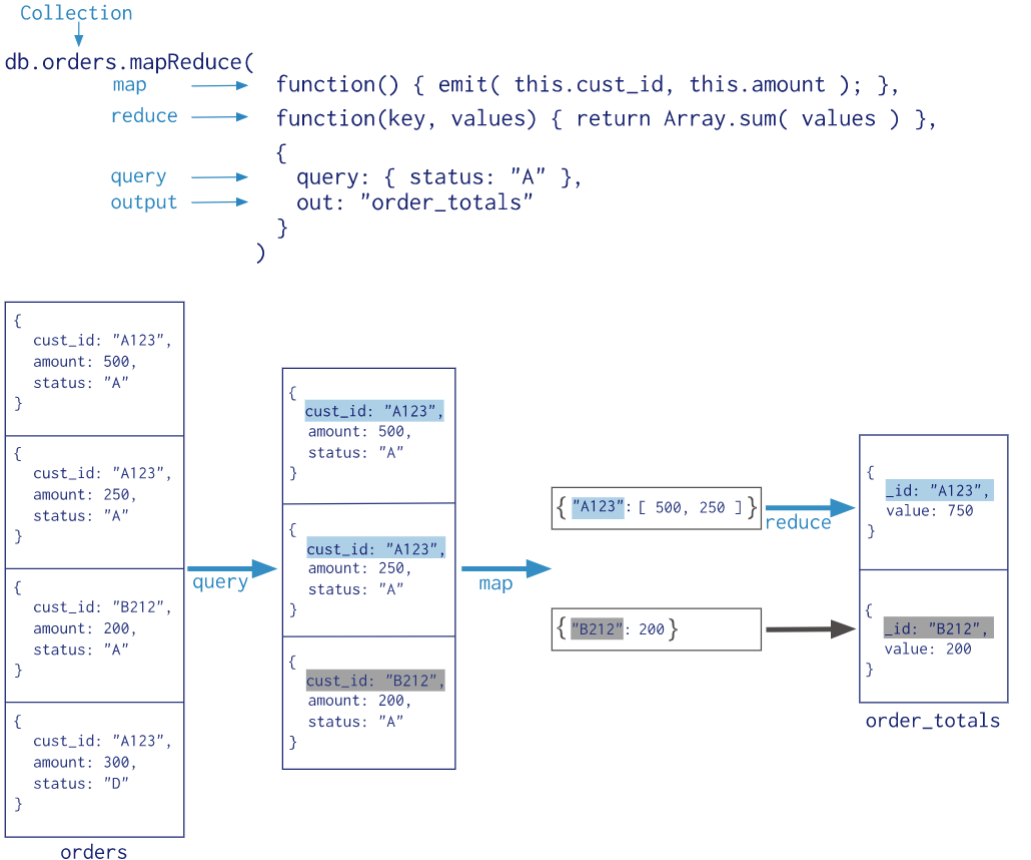 Collection
db.orders.mapReduce(
map function() { emit( this.cust_id, this.amount ); },
reduce function(key, values) { return Array.sum( values ) },
{
query query: { status: "A" },
output out: "order_totals"
}
)
{
cust_id: "A123",
amount: 500,
status: "A"
}
{
cust_id: "A123",
amount: 250,
status: "A"
}
{
cust_id: "B212",
amount: 200,
status: "A"
}
{
cust_id: "A123",
amount: 300,
status: "D"
}
orders
query
{
cust_id: "A123",
amount: 500,
status: "A"
}
{
cust_id: "A123",
amount: 250,
status: "A"
}
{
cust_id: "B212",
amount: 200,
status: "A"
}
map
{ "A123": [ 500, 250 ] }
{ "B212": 200 }
reduce
{
_id: "A123",
value: 750
}
{
_id: "B212",
value: 200
}
order_totals